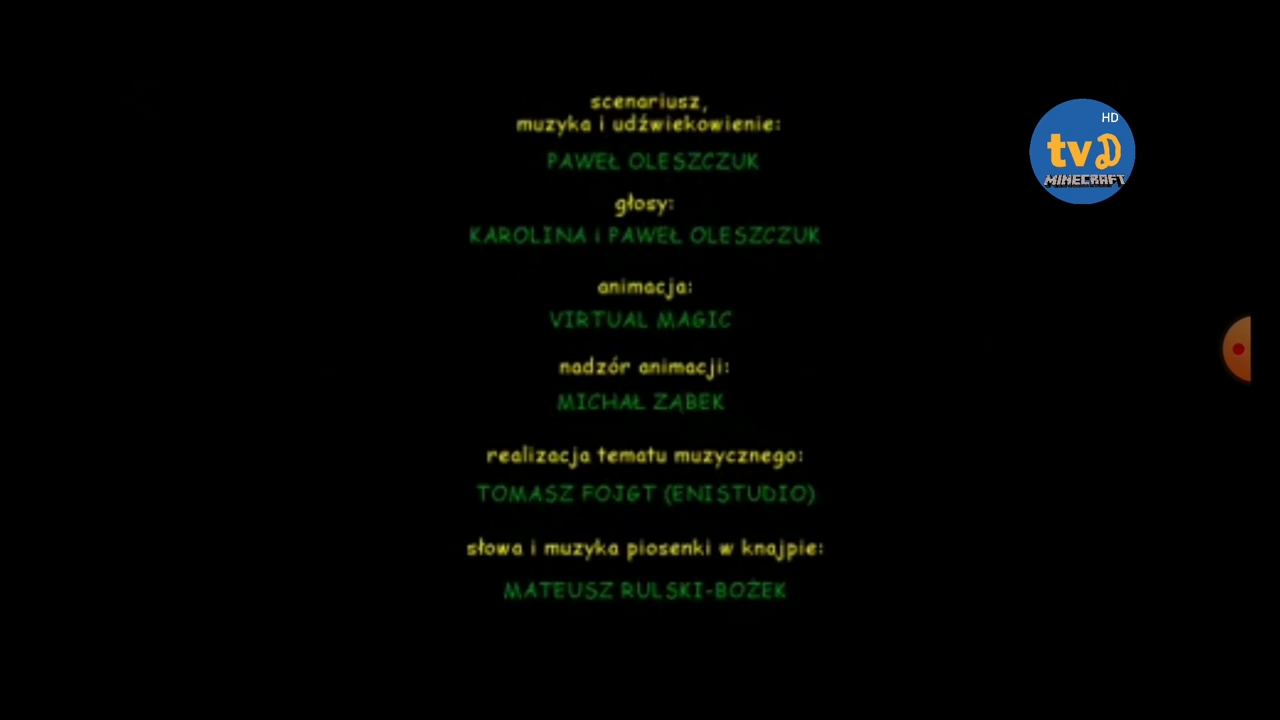 scenariusz,
muzyka i udźwiekowienie:
PAWEŁ OLESZCZUK
głosy:
KAROLINA i PAWEŁ OLESZCZUK
animacja:
VIRTUAL MAGIC
nadzór animacji:
MICHAŁ ZĄBEK
realizacja tematu muzycznego:
TOMASZ FOJGT (ENISTUDIO)
słowa i muzyka piosenki w knajpie:
MATEUSZ RULSKI-BOŻEK
HD
tvD
MINECRAFT